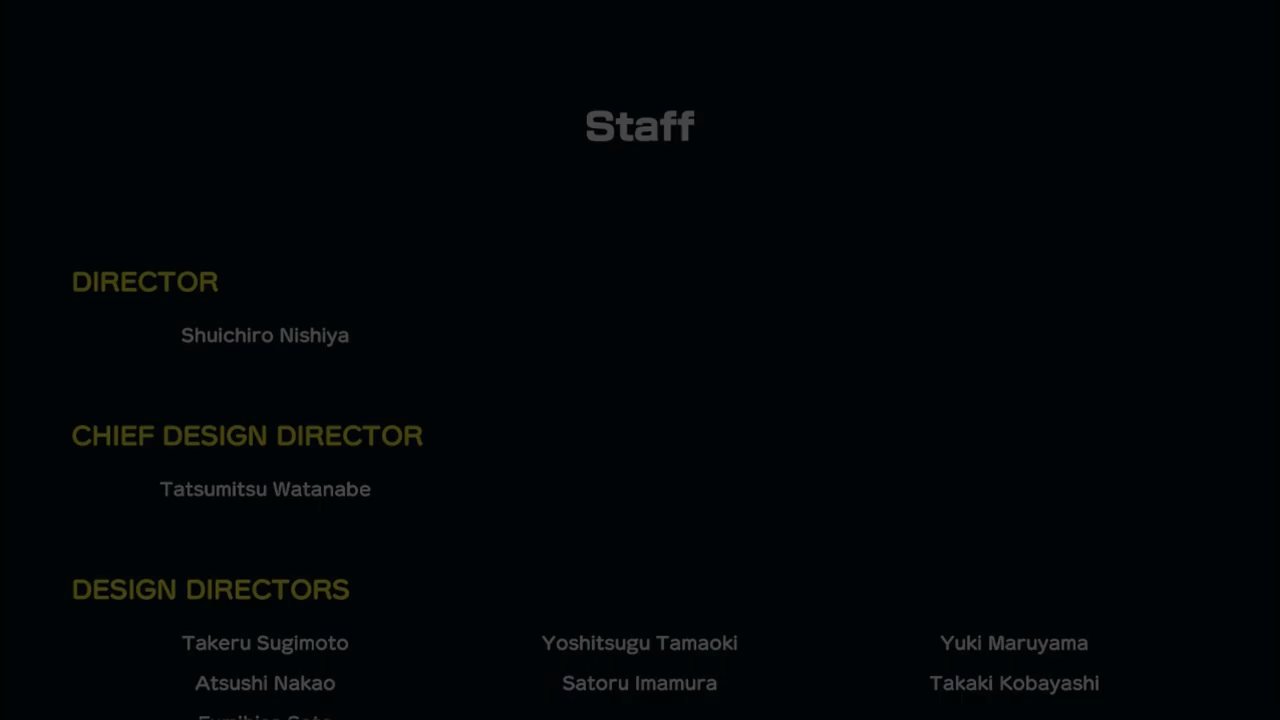 Staff
DIRECTOR
Shuichiro Nishiya
CHIEF DESIGN DIRECTOR
Tatsumitsu Watanabe
DESIGN DIRECTORS
Takeru Sugimoto Yoshitsugu Tamaoki Yuki Maruyama
Atsushi Nakao Satoru Imamura Takaki Kobayashi